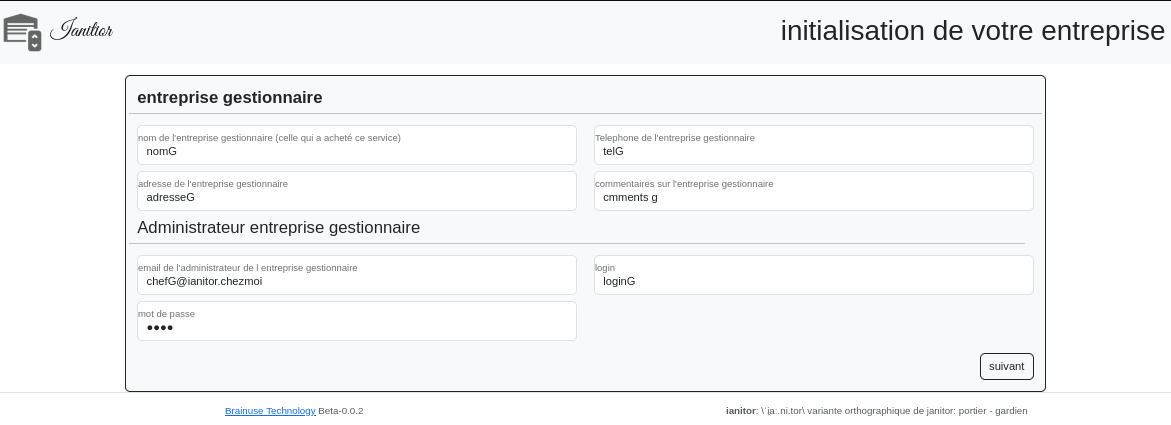 Ianitior
initialisation de votre entreprise
entreprise gestionnaire
nom de l'entreprise gestionnaire (celle qui a acheté ce service)
nomG
Telephone de l'entreprise gestionnaire
telG
adresse de l'entreprise gestionnaire
adresseG
commentaires sur l'entreprise gestionnaire
cmments g
Administrateur entreprise gestionnaire
email de l'administrateur de l entreprise gestionnaire
chefG@ianitor.chezmoi
login
loginG
mot de passe
●●●●
suivant
Brainuse Technology Beta-0.0.2
ianitor: \ˈi̯aː.ni.tor\ variante orthographique de janitor: portier - gardien